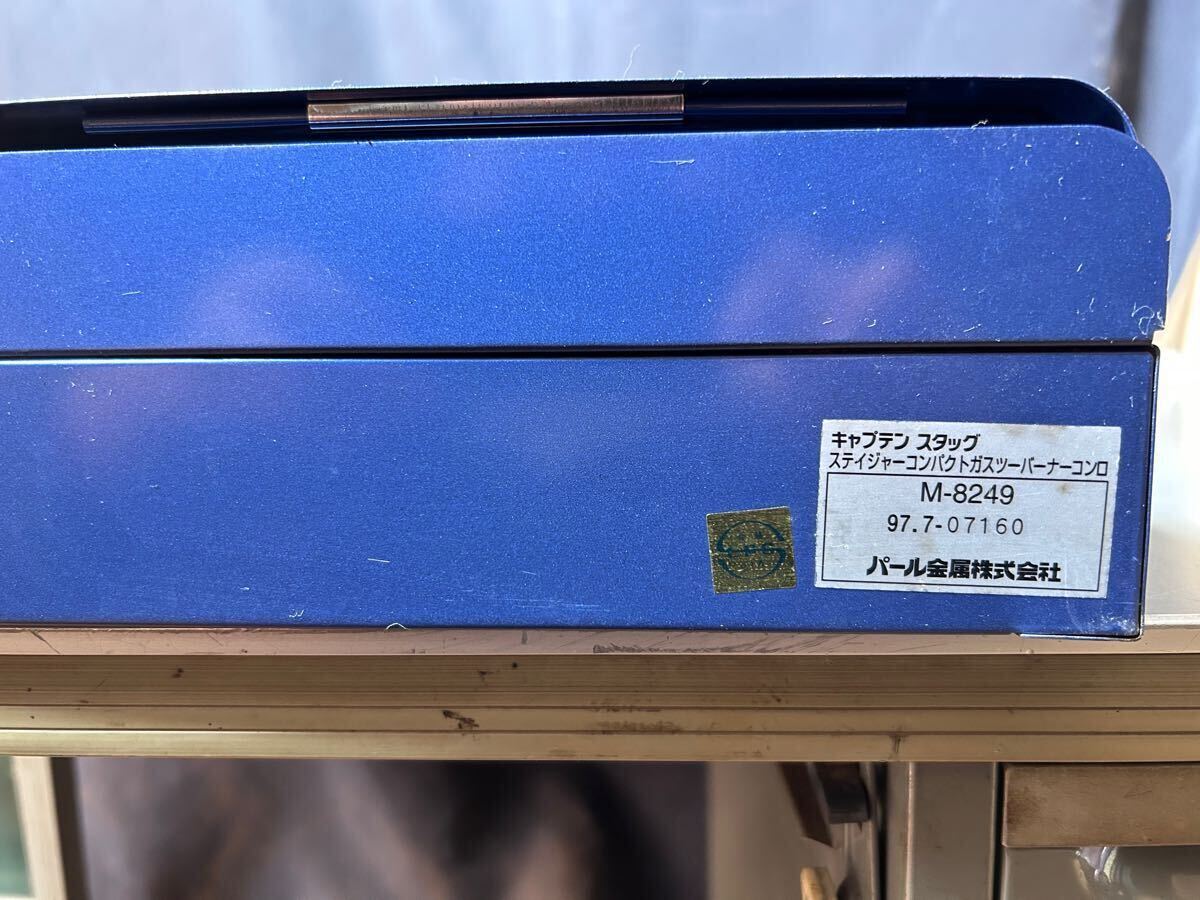 キャプテン スタッグ
ステイジャーコンパクトガスツーバーナーコンロ
M-8249
97.7-07160
パール金属株式会社